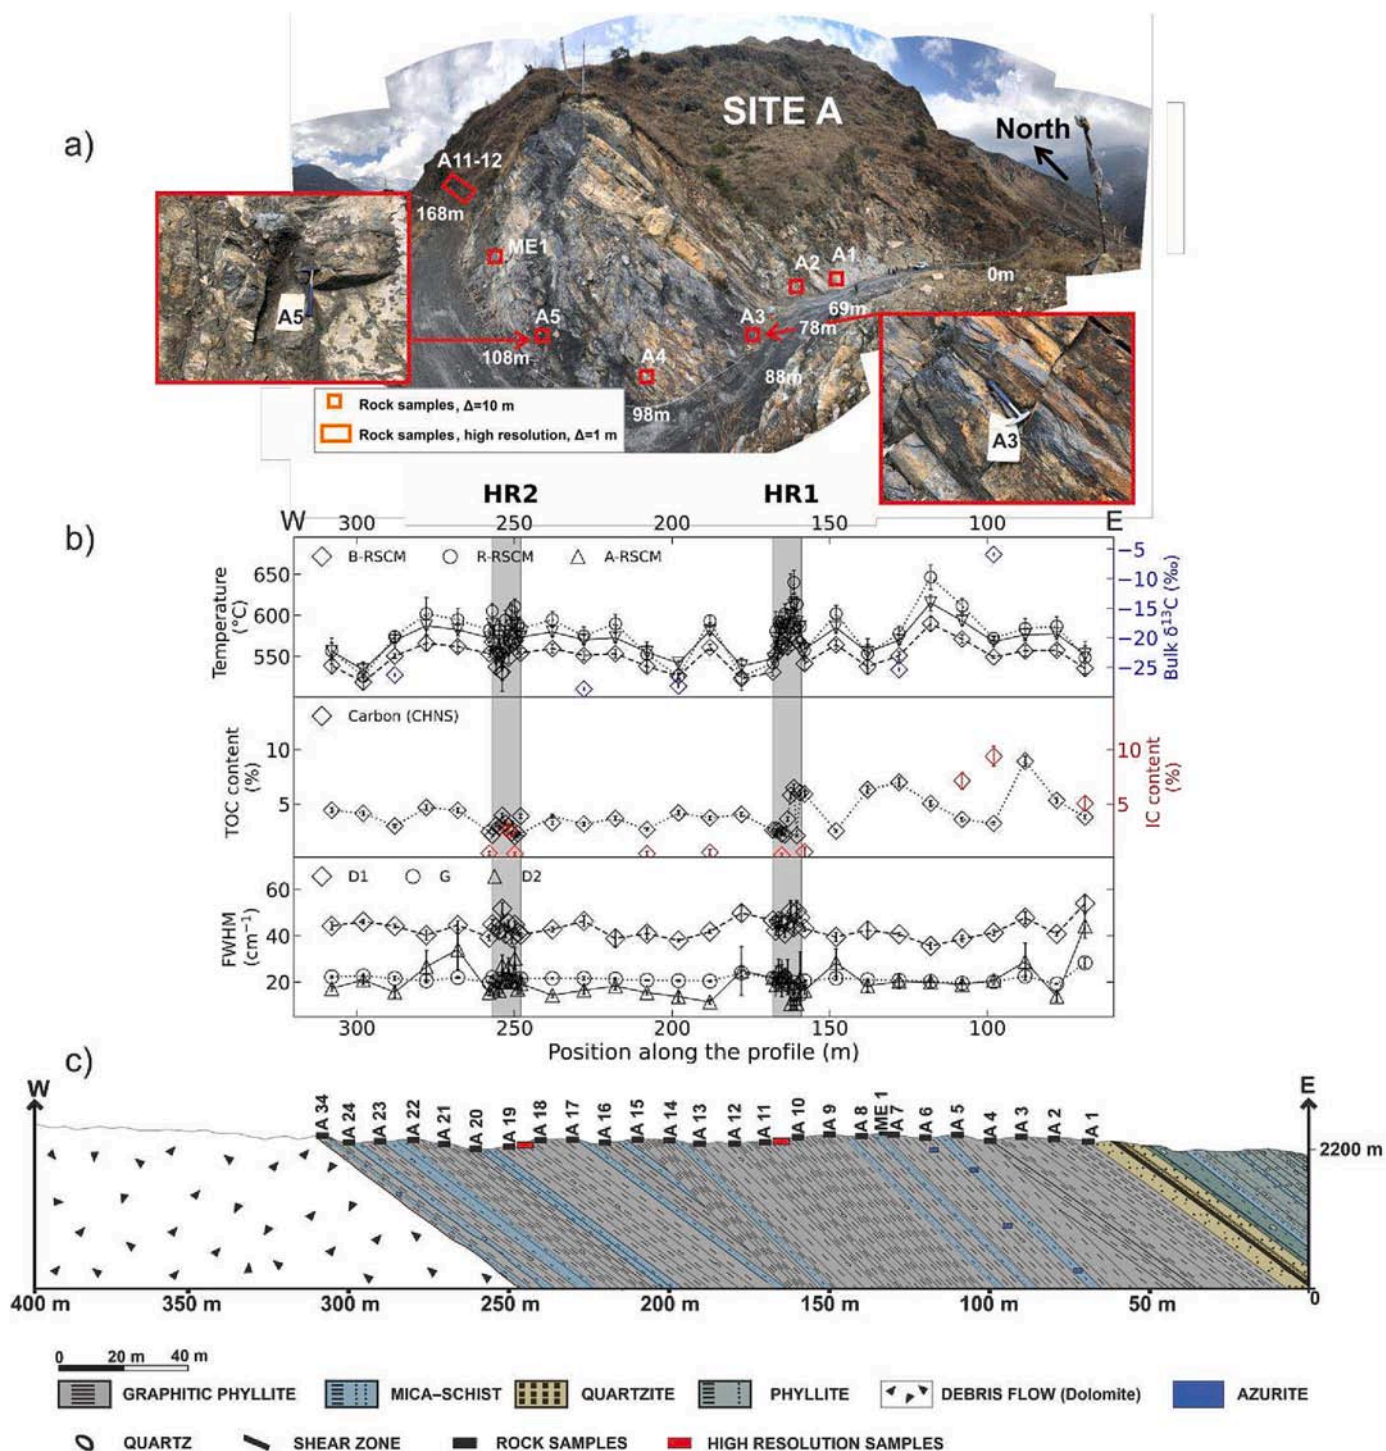 a)
SITE A
North
A11-12
168m
ME1
A2
A1
0m
69m
A5
A5
A3
78m
108m
A4
88m
98m
A3
Rock samples, Δ=10 m
Rock samples, high resolution, Δ=1 m
b)
HR2
HR1
W
300
250
200
150
100
E
B-RSCM
R-RSCM
A-RSCM
Temperature
(°C)
650
600
550
−5
−10
−15
−20
−25
Bulk δ¹³C (‰)
Carbon (CHNS)
TOC content
(%)
10
5
10
5
IC content
(%)
D1
G
D2
FWHM
(cm⁻¹)
60
40
20
300
250
200
150
100
Position along the profile (m)
c)
W
E
A 34
A 24
A 23
A 22
A 21
A 20
A 19
A 18
A 17
A 16
A 15
A 14
A 13
A 12
A 11
A 10
A 9
A 8
ME 1
A 7
A 6
A 5
A 4
A 3
A 2
A 1
2200 m
400 m
350 m
300 m
250 m
200 m
150 m
100 m
50 m
0
0
20 m
40 m
GRAPHITIC PHYLLITE
MICA–SCHIST
QUARTZITE
PHYLLITE
DEBRIS FLOW (Dolomite)
AZURITE
QUARTZ
SHEAR ZONE
ROCK SAMPLES
HIGH RESOLUTION SAMPLES